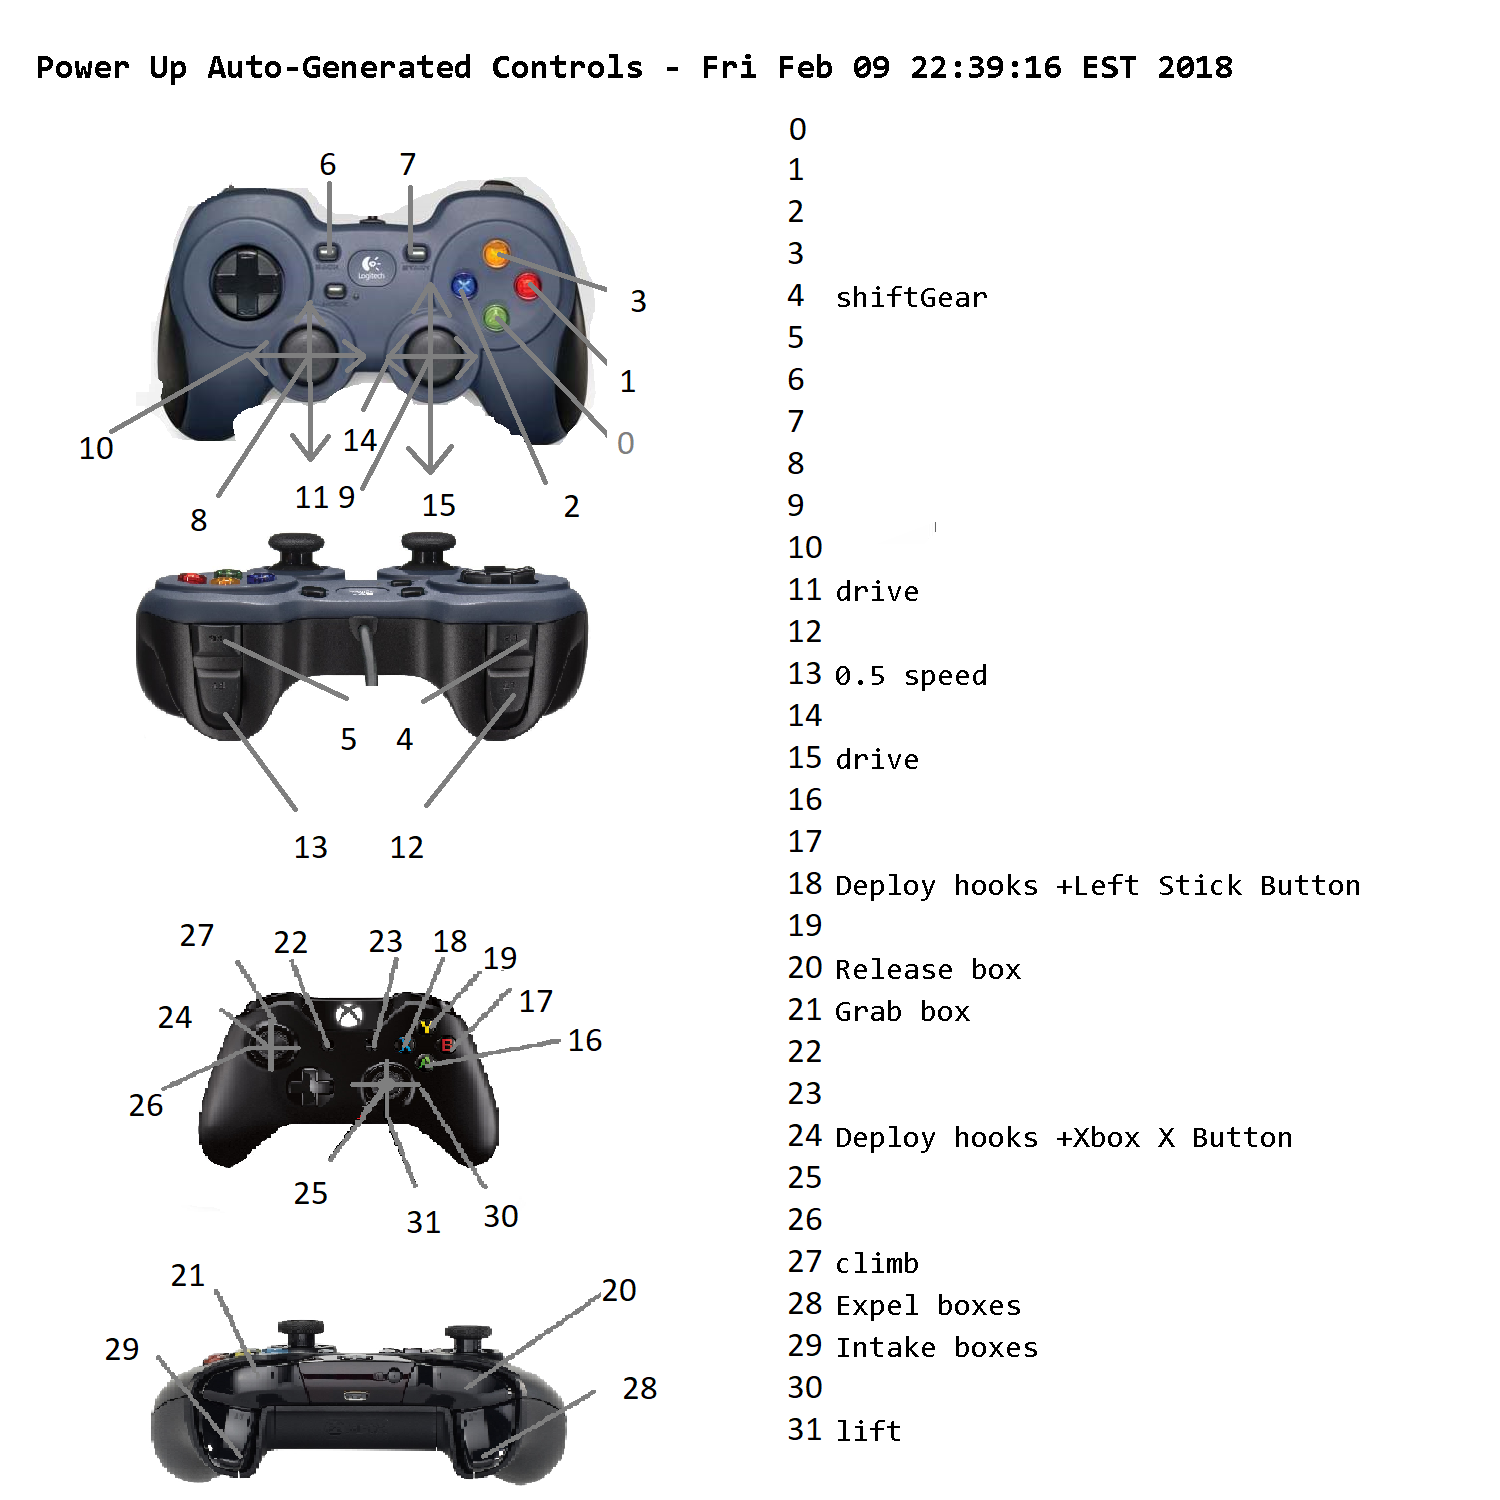 Power Up Auto-Generated Controls - Fri Feb 09 22:39:16 EST 2018
6 7
Logitech
X
3
1
0
10 14
8 11 9 15 2
5 4
13 12
27 22 23 18 19
24 17
16
Y
X B
A
26
25 31 30
21 20
29
28
0
1
2
3
4 shiftGear
5
6
7
8
9
10
11 drive
12
13 0.5 speed
14
15 drive
16
17
18 Deploy hooks +Left Stick Button
19
20 Release box
21 Grab box
22
23
24 Deploy hooks +Xbox X Button
25
26
27 climb
28 Expel boxes
29 Intake boxes
30
31 lift